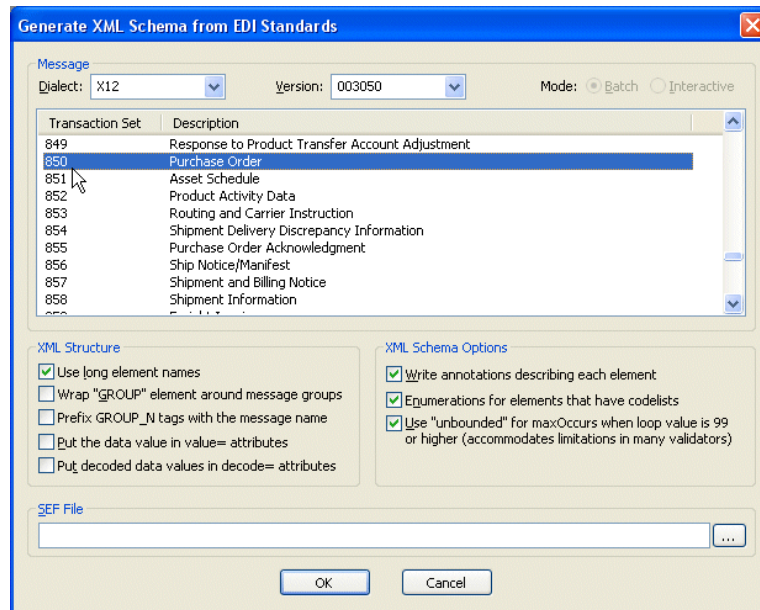 Generate XML Schema from EDI Standards
Message
Dialect: X12 Version: 003050 Mode: Batch Interactive
Transaction Set Description
849 Response to Product Transfer Account Adjustment
850 Purchase Order
851 Asset Schedule
852 Product Activity Data
853 Routing and Carrier Instruction
854 Shipment Delivery Discrepancy Information
855 Purchase Order Acknowledgment
856 Ship Notice/Manifest
857 Shipment and Billing Notice
858 Shipment Information
XML Structure
Use long element names
Wrap "GROUP" element around message groups
Prefix GROUP_N tags with the message name
Put the data value in value= attributes
Put decoded data values in decode= attributes
XML Schema Options
Write annotations describing each element
Enumerations for elements that have codelists
Use "unbounded" for maxOccurs when loop value is 99
or higher (accommodates limitations in many validators)
SEF File
...
OK Cancel